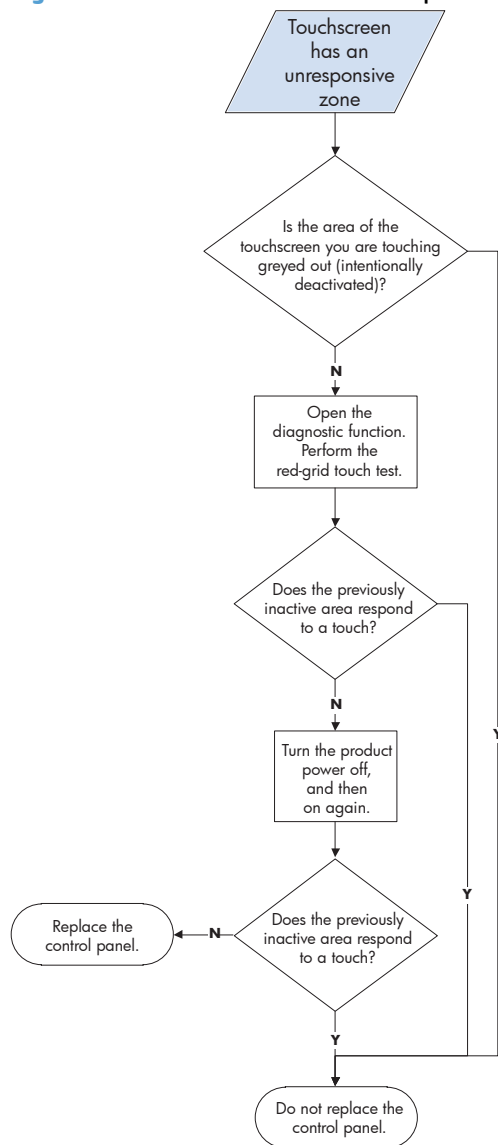 Touchscreen
has an
unresponsive
zone
Is the area of the
touchscreen you are touching
greyed out (intentionally
deactivated)?
N
Open the
diagnostic function.
Perform the
red-grid touch test.
Does the previously
inactive area respond
to a touch?
N
Y
Turn the product
power off,
and then
on again.
Y
Does the previously
inactive area respond
to a touch?
N
Replace the
control panel.
Y
Do not replace the
control panel.